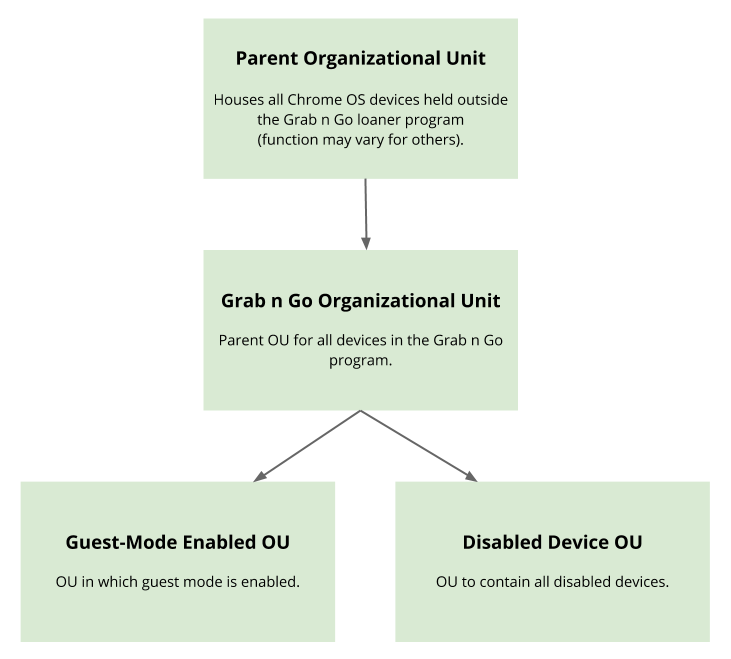 Parent Organizational Unit
Houses all Chrome OS devices held outside
the Grab n Go loaner program
(function may vary for others).
Grab n Go Organizational Unit
Parent OU for all devices in the Grab n Go
program.
Guest-Mode Enabled OU
OU in which guest mode is enabled.
Disabled Device OU
OU to contain all disabled devices.